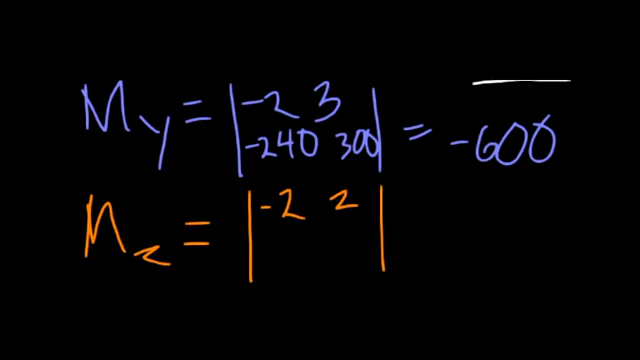 My = |-2 3|
|-240 300| = -600
Mz = |-2 2|